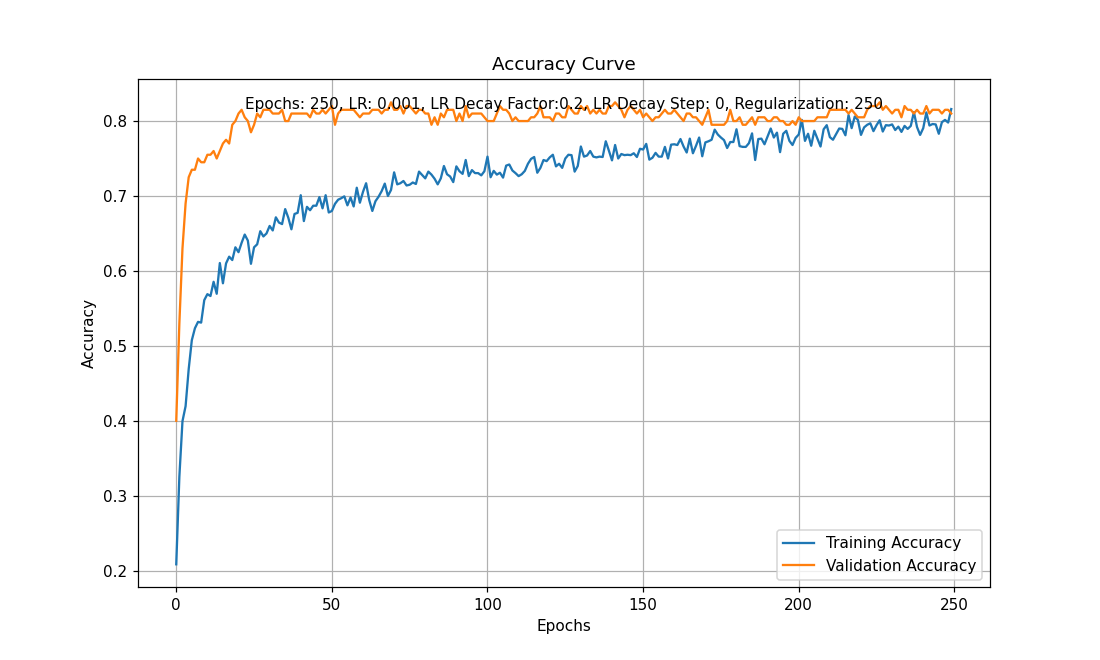 Accuracy Curve
Epochs: 250, LR: 0.001, LR Decay Factor:0.2, LR Decay Step: 0, Regularization: 250
0.8
0.7
0.6
0.5
0.4
0.3
0.2
Accuracy
Training Accuracy
Validation Accuracy
0 50 100 150 200 250
Epochs